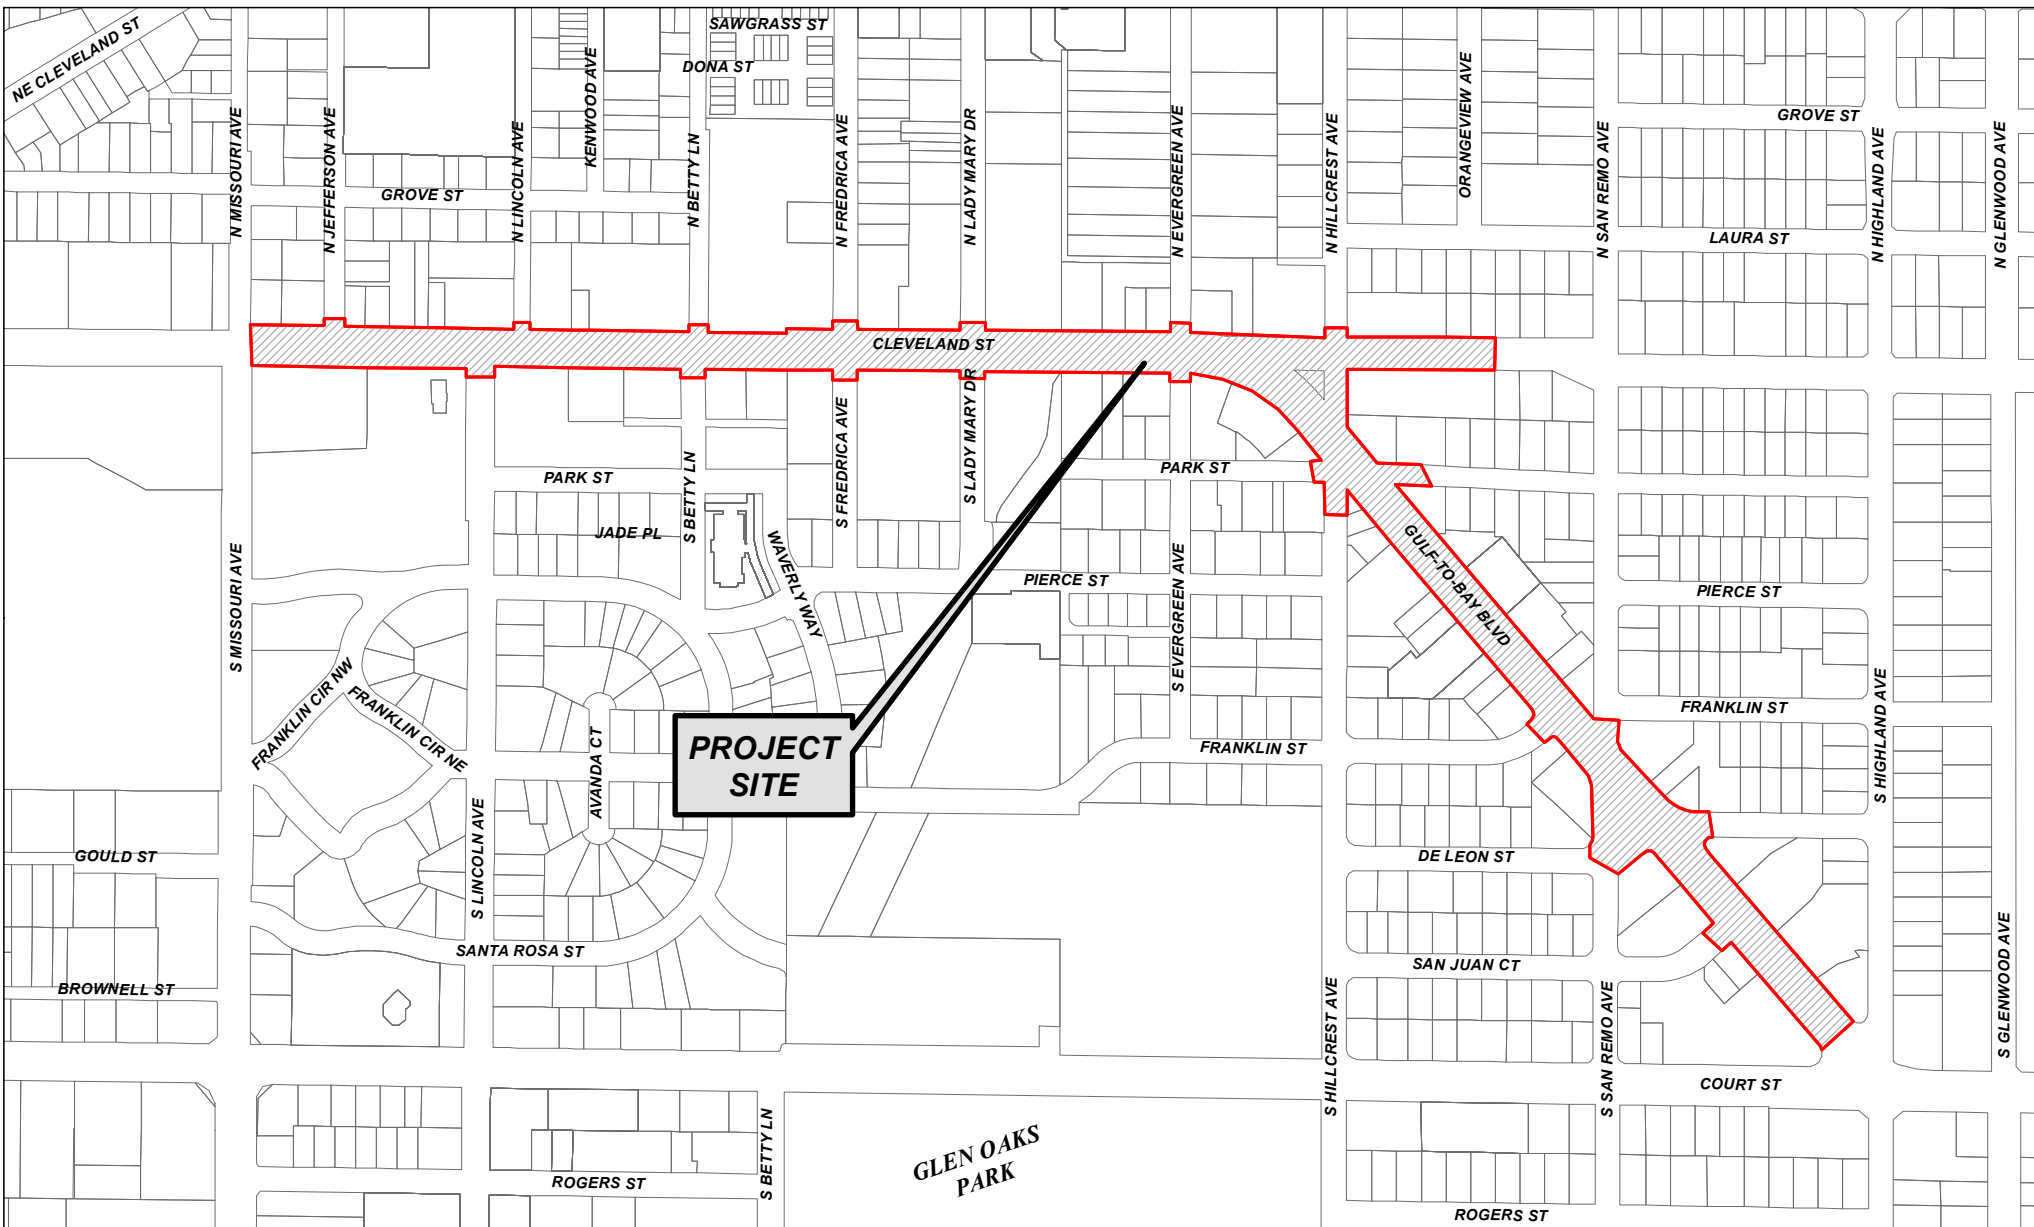 SAWGRASS ST
NE CLEVELAND ST
DONA ST
KENWOOD AVE
ORANGEVIEW AVE
GROVE ST
N MISSOURI AVE
N JEFFERSON AVE
N LINCOLN AVE
N BETTY LN
N FREDRICA AVE
N LADY MARY DR
N EVERGREEN AVE
N HILLCREST AVE
N SAN REMO AVE
N HIGHLAND AVE
N GLENWOOD AVE
GROVE ST
LAURA ST
CLEVELAND ST
S LADY MARY DR
S FREDRICA AVE
S BETTY LN
PARK ST
PARK ST
JADE PL
WAVERLY WAY
GULF-TO-BAY BLVD
PIERCE ST
PIERCE ST
S MISSOURI AVE
S EVERGREEN AVE
FRANKLIN CIR NW
FRANKLIN CIR NE
AVANDA CT
PROJECT
SITE
FRANKLIN ST
FRANKLIN ST
S HIGHLAND AVE
S LINCOLN AVE
GOULD ST
DE LEON ST
SANTA ROSA ST
SAN JUAN CT
BROWNELL ST
S HILLCREST AVE
S SAN REMO AVE
S GLENWOOD AVE
COURT ST
S BETTY LN
GLEN OAKS
PARK
ROGERS ST
ROGERS ST